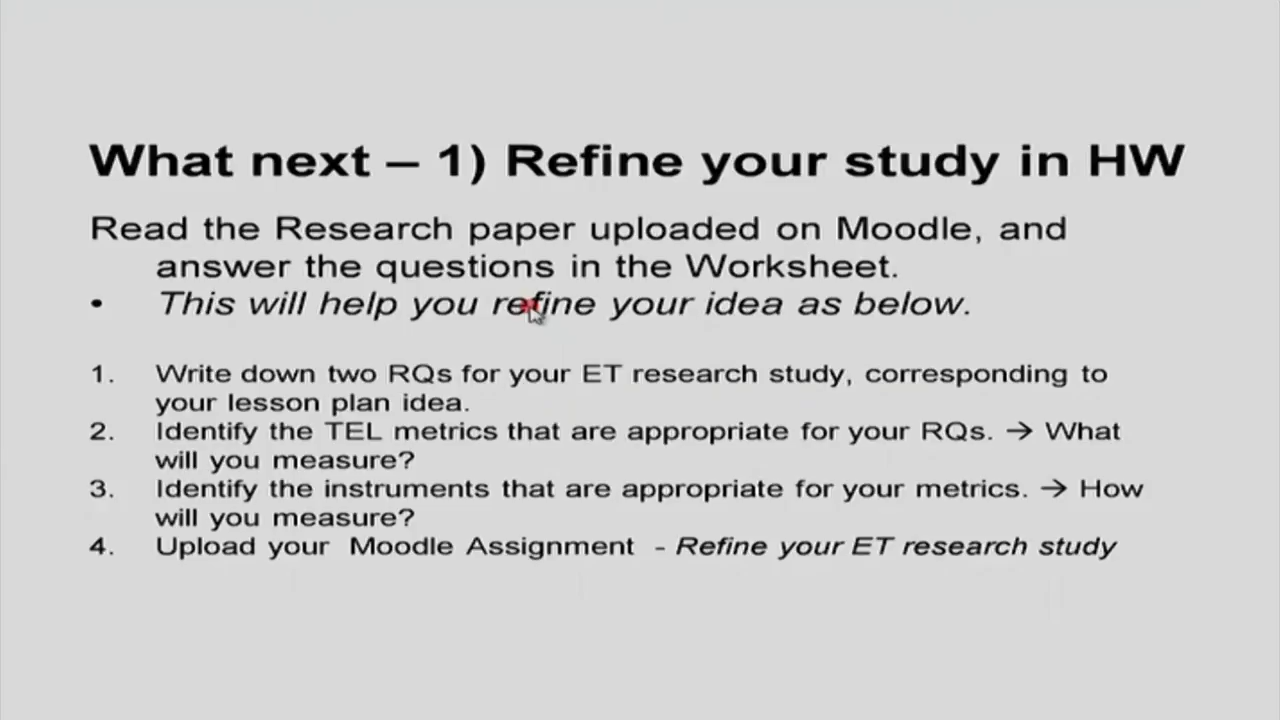 What next – 1) Refine your study in HW
Read the Research paper uploaded on Moodle, and
answer the questions in the Worksheet.
• This will help you refine your idea as below.
1. Write down two RQs for your ET research study, corresponding to
your lesson plan idea.
2. Identify the TEL metrics that are appropriate for your RQs. → What
will you measure?
3. Identify the instruments that are appropriate for your metrics. → How
will you measure?
4. Upload your Moodle Assignment - Refine your ET research study